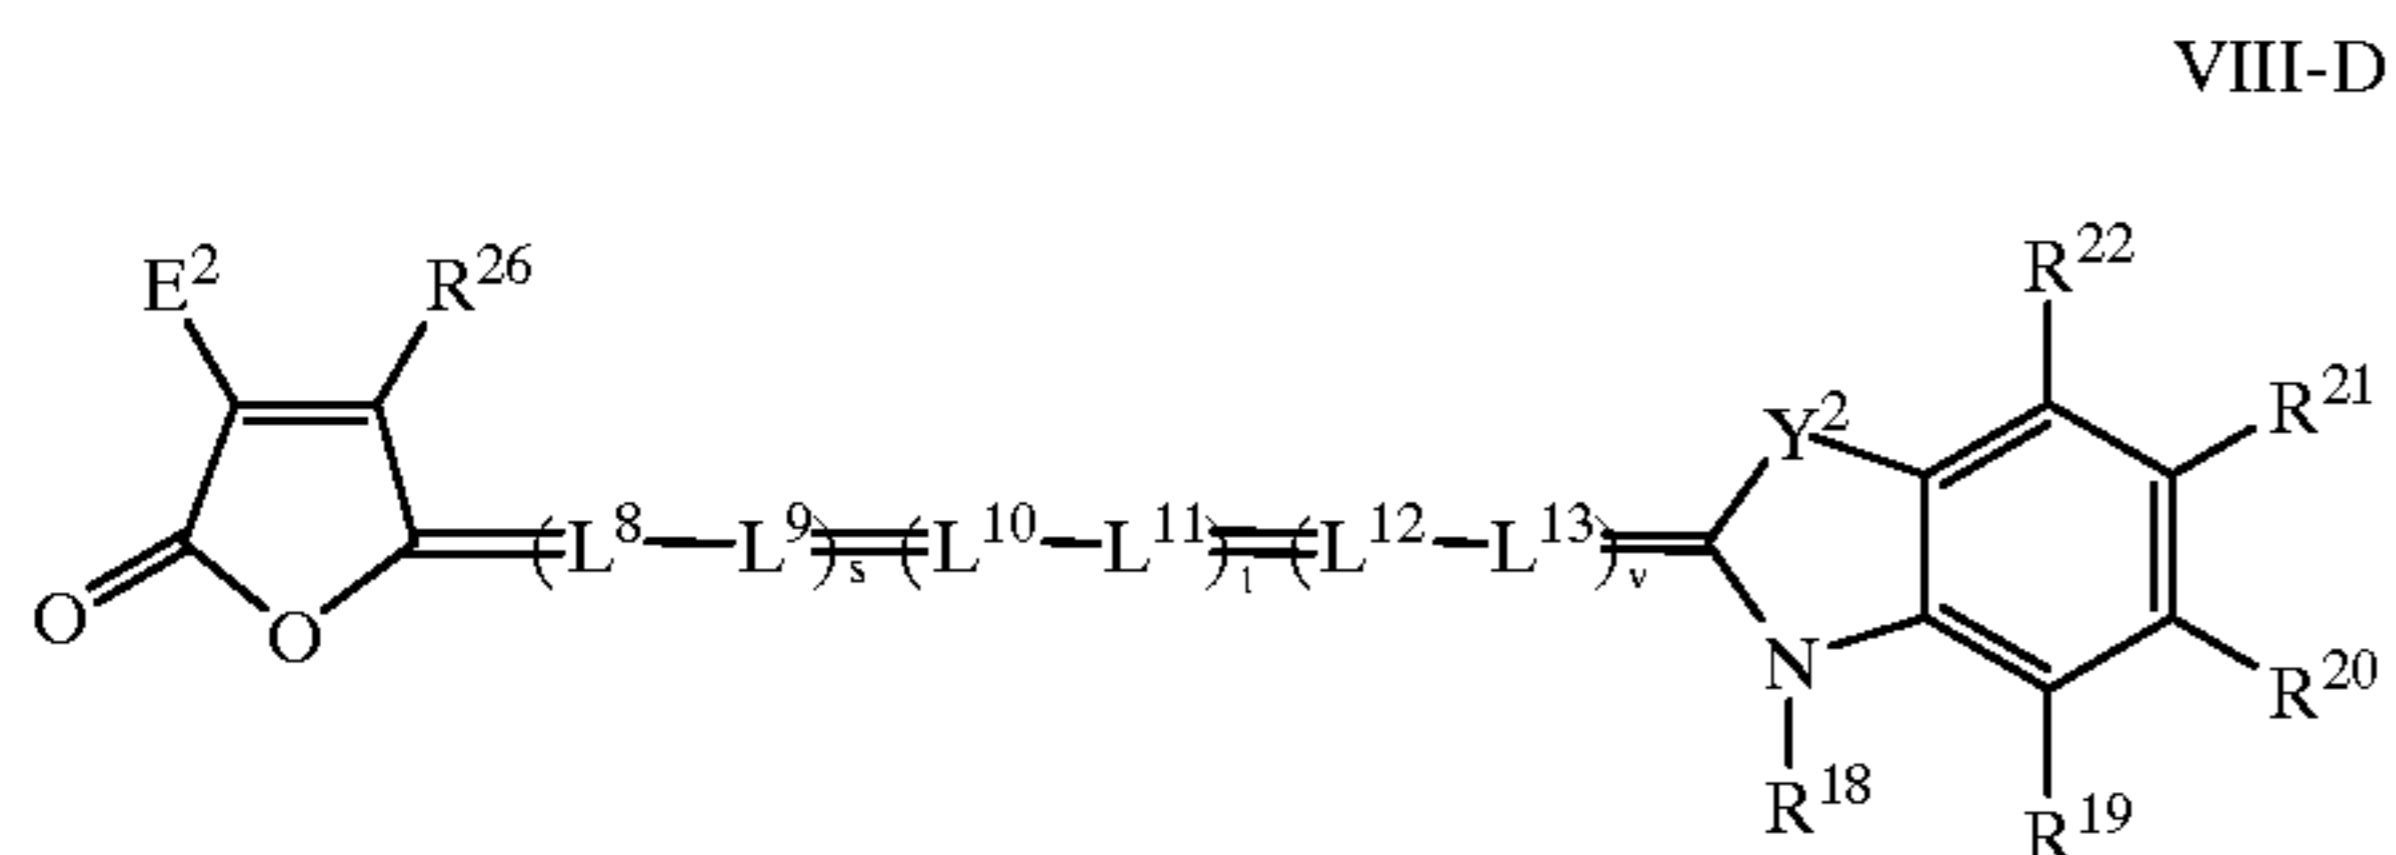 VIII-D
E² R²⁶ R²²
R²¹
Y²
(L⁸—L⁹)s (L¹⁰—L¹¹)t (L¹²—L¹³)v
O O N R²⁰
R¹⁸ R¹⁹